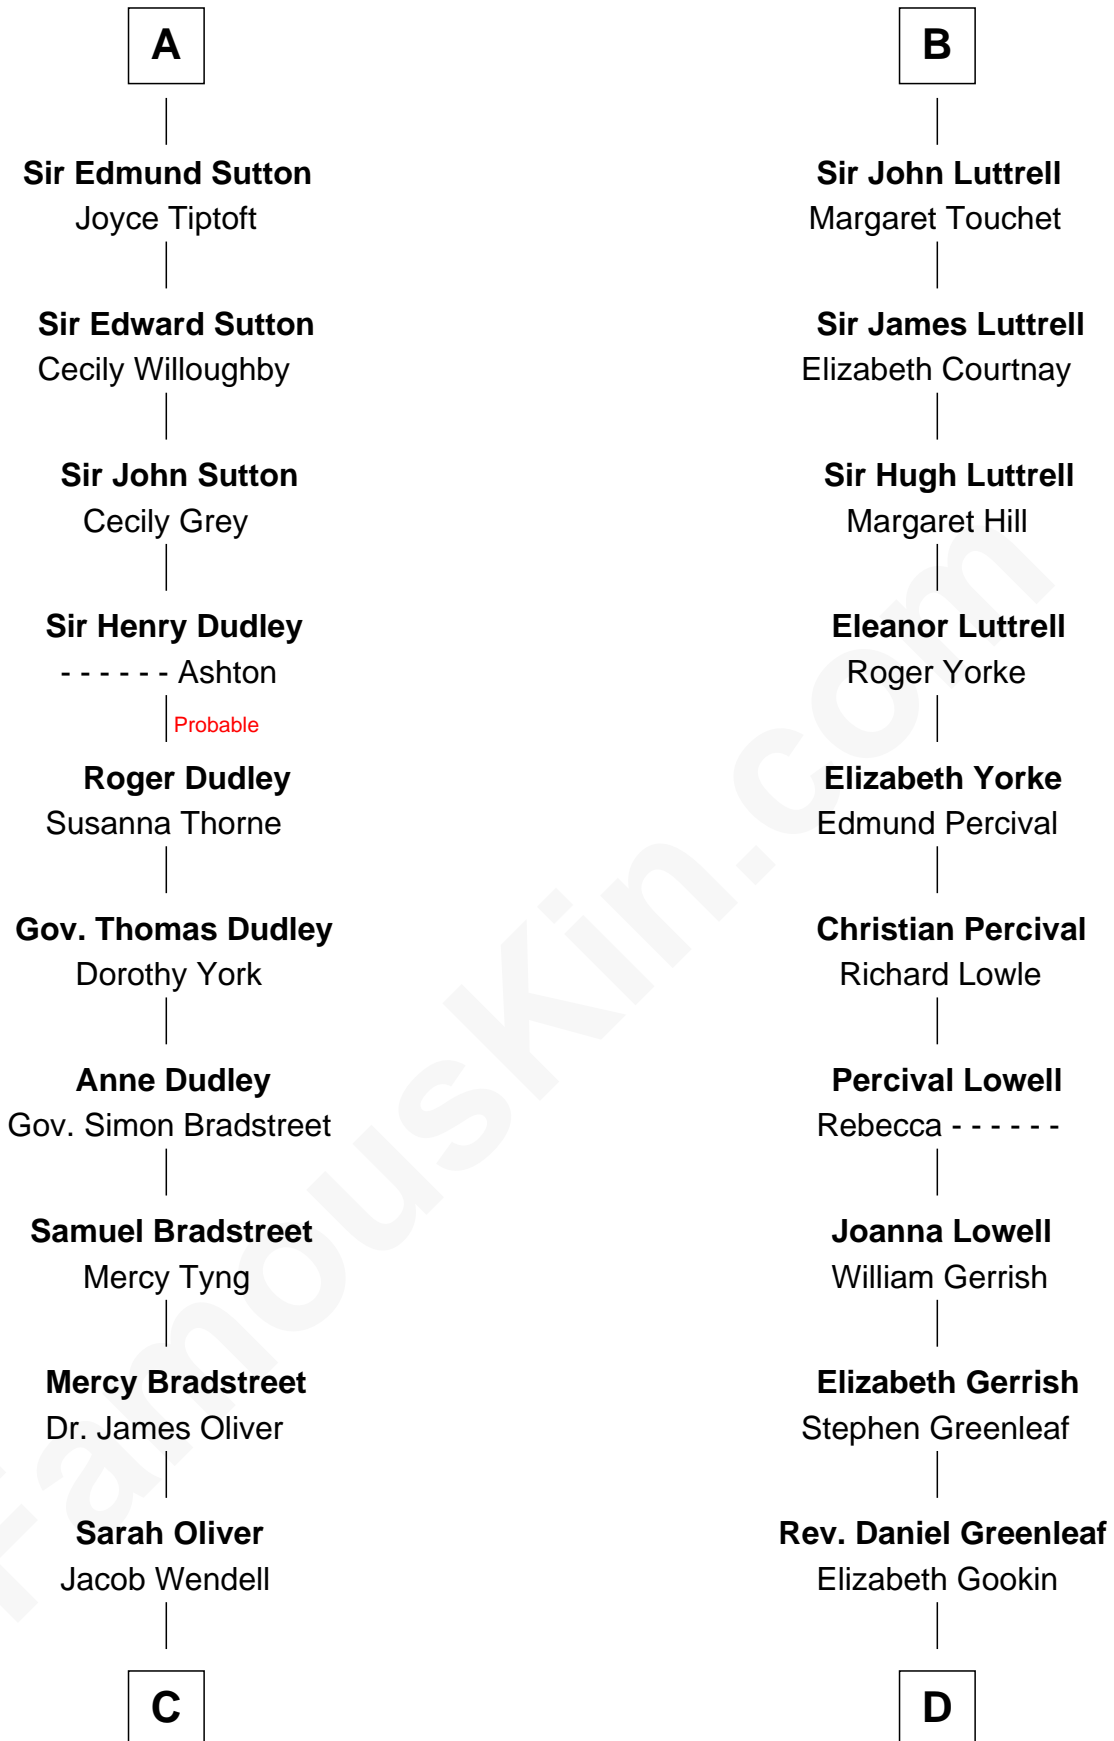 A
Sir Edmund Sutton
Joyce Tiptoft
Sir Edward Sutton
Cecily Willoughby
Sir John Sutton
Cecily Grey
Sir Henry Dudley
- - - - - - Ashton
Probable
Roger Dudley
Susanna Thorne
Gov. Thomas Dudley
Dorothy York
Anne Dudley
Gov. Simon Bradstreet
Samuel Bradstreet
Mercy Tyng
Mercy Bradstreet
Dr. James Oliver
Sarah Oliver
Jacob Wendell
C
B
Sir John Luttrell
Margaret Touchet
Sir James Luttrell
Elizabeth Courtnay
Sir Hugh Luttrell
Margaret Hill
Eleanor Luttrell
Roger Yorke
Elizabeth Yorke
Edmund Percival
Christian Percival
Richard Lowle
Percival Lowell
Rebecca - - - - - -
Joanna Lowell
William Gerrish
Elizabeth Gerrish
Stephen Greenleaf
Rev. Daniel Greenleaf
Elizabeth Gookin
D
FamousKin.com